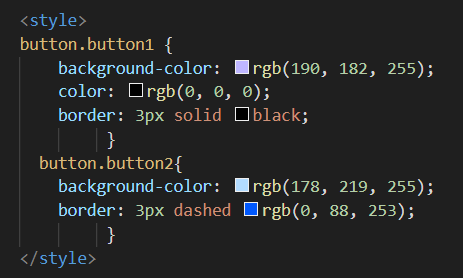 <style>
button.button1 {
background-color: rgb(190, 182, 255);
color: rgb(0, 0, 0);
border: 3px solid black;
}
button.button2{
background-color: rgb(178, 219, 255);
border: 3px dashed rgb(0, 88, 253);
}
</style>